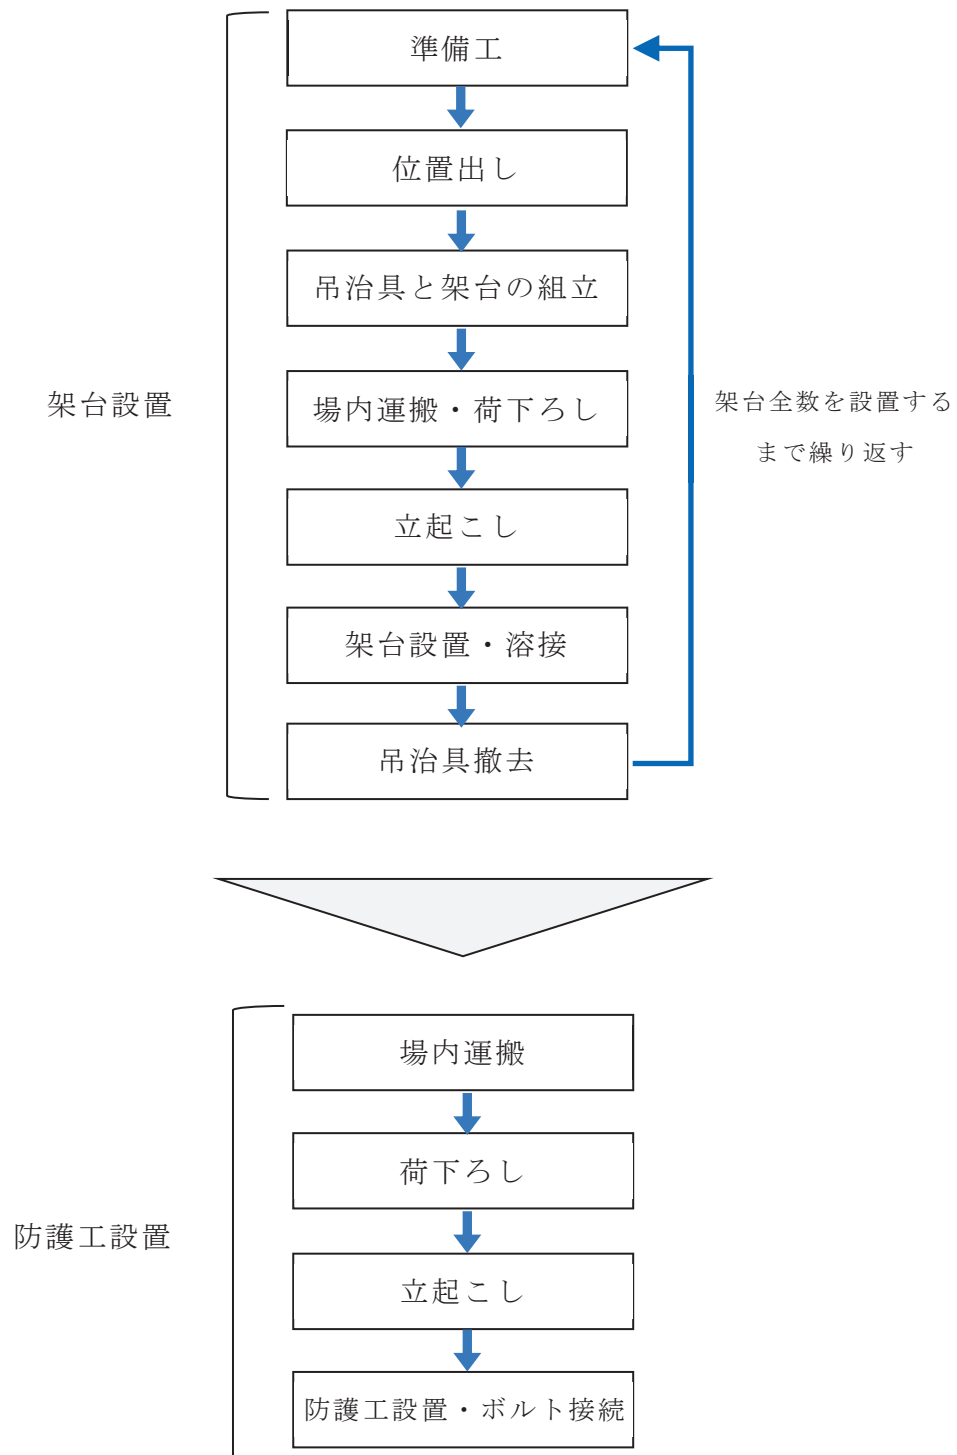 準備工
位置出し
吊治具と架台の組立
場内運搬・荷下ろし
立起こし
架台設置・溶接
吊治具撤去
架台設置
架台全数を設置する
まで繰り返す
場内運搬
荷下ろし
立起こし
防護工設置・ボルト接続
防護工設置